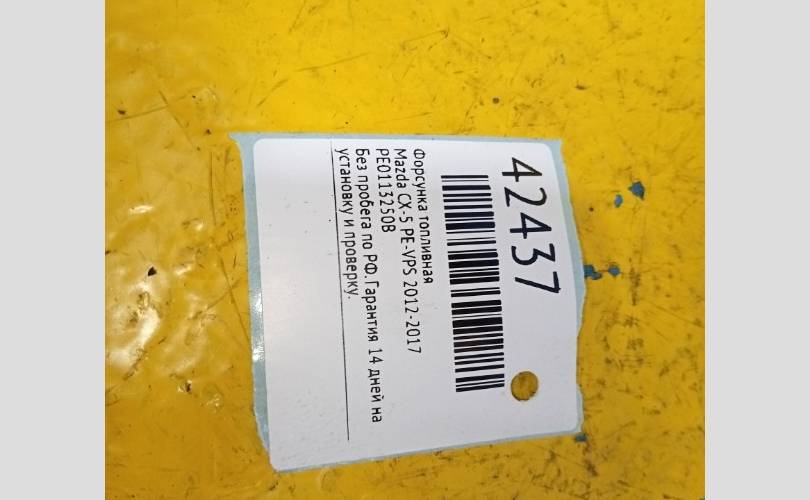 42437
Форсунка топливная
Mazda CX-5 PE-VPS 2012-2017
PE0113250B
Без пробега по РФ.Гарантия 14 дней на
установку и проверку.